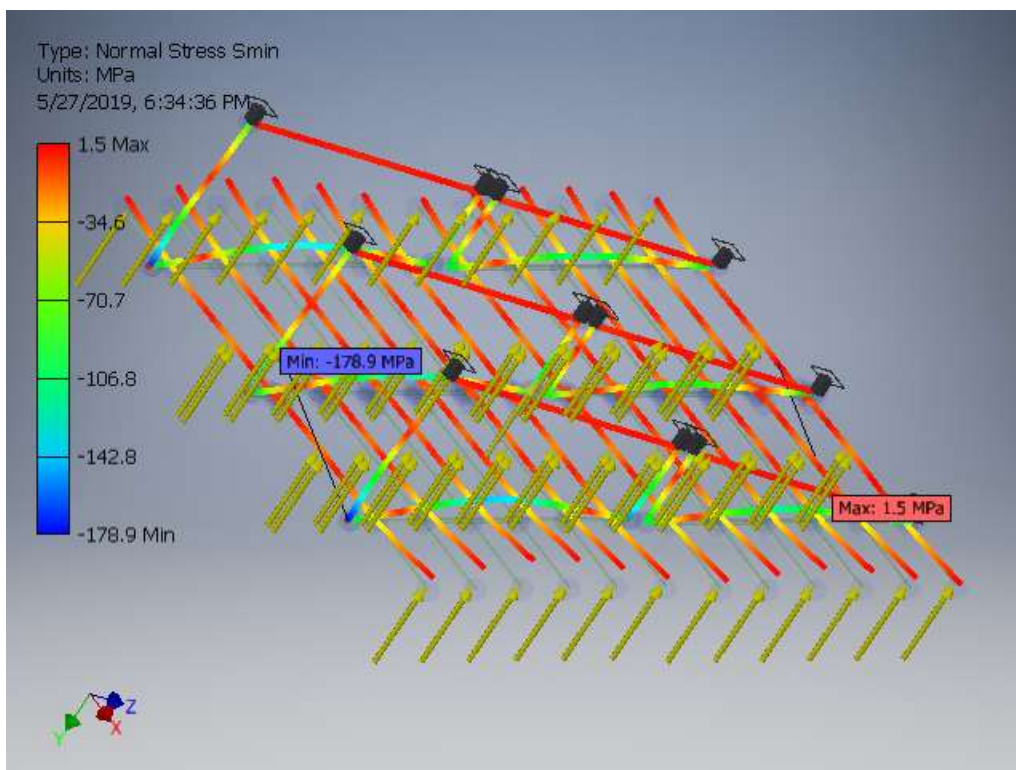 Type: Normal Stress Smin
Units: MPa
5/27/2019, 6:34:36 PM
1.5 Max
-34.6
-70.7
-106.8
-142.8
-178.9 Min
Min: -178.9 MPa
Max: 1.5 MPa
Z
Y
X